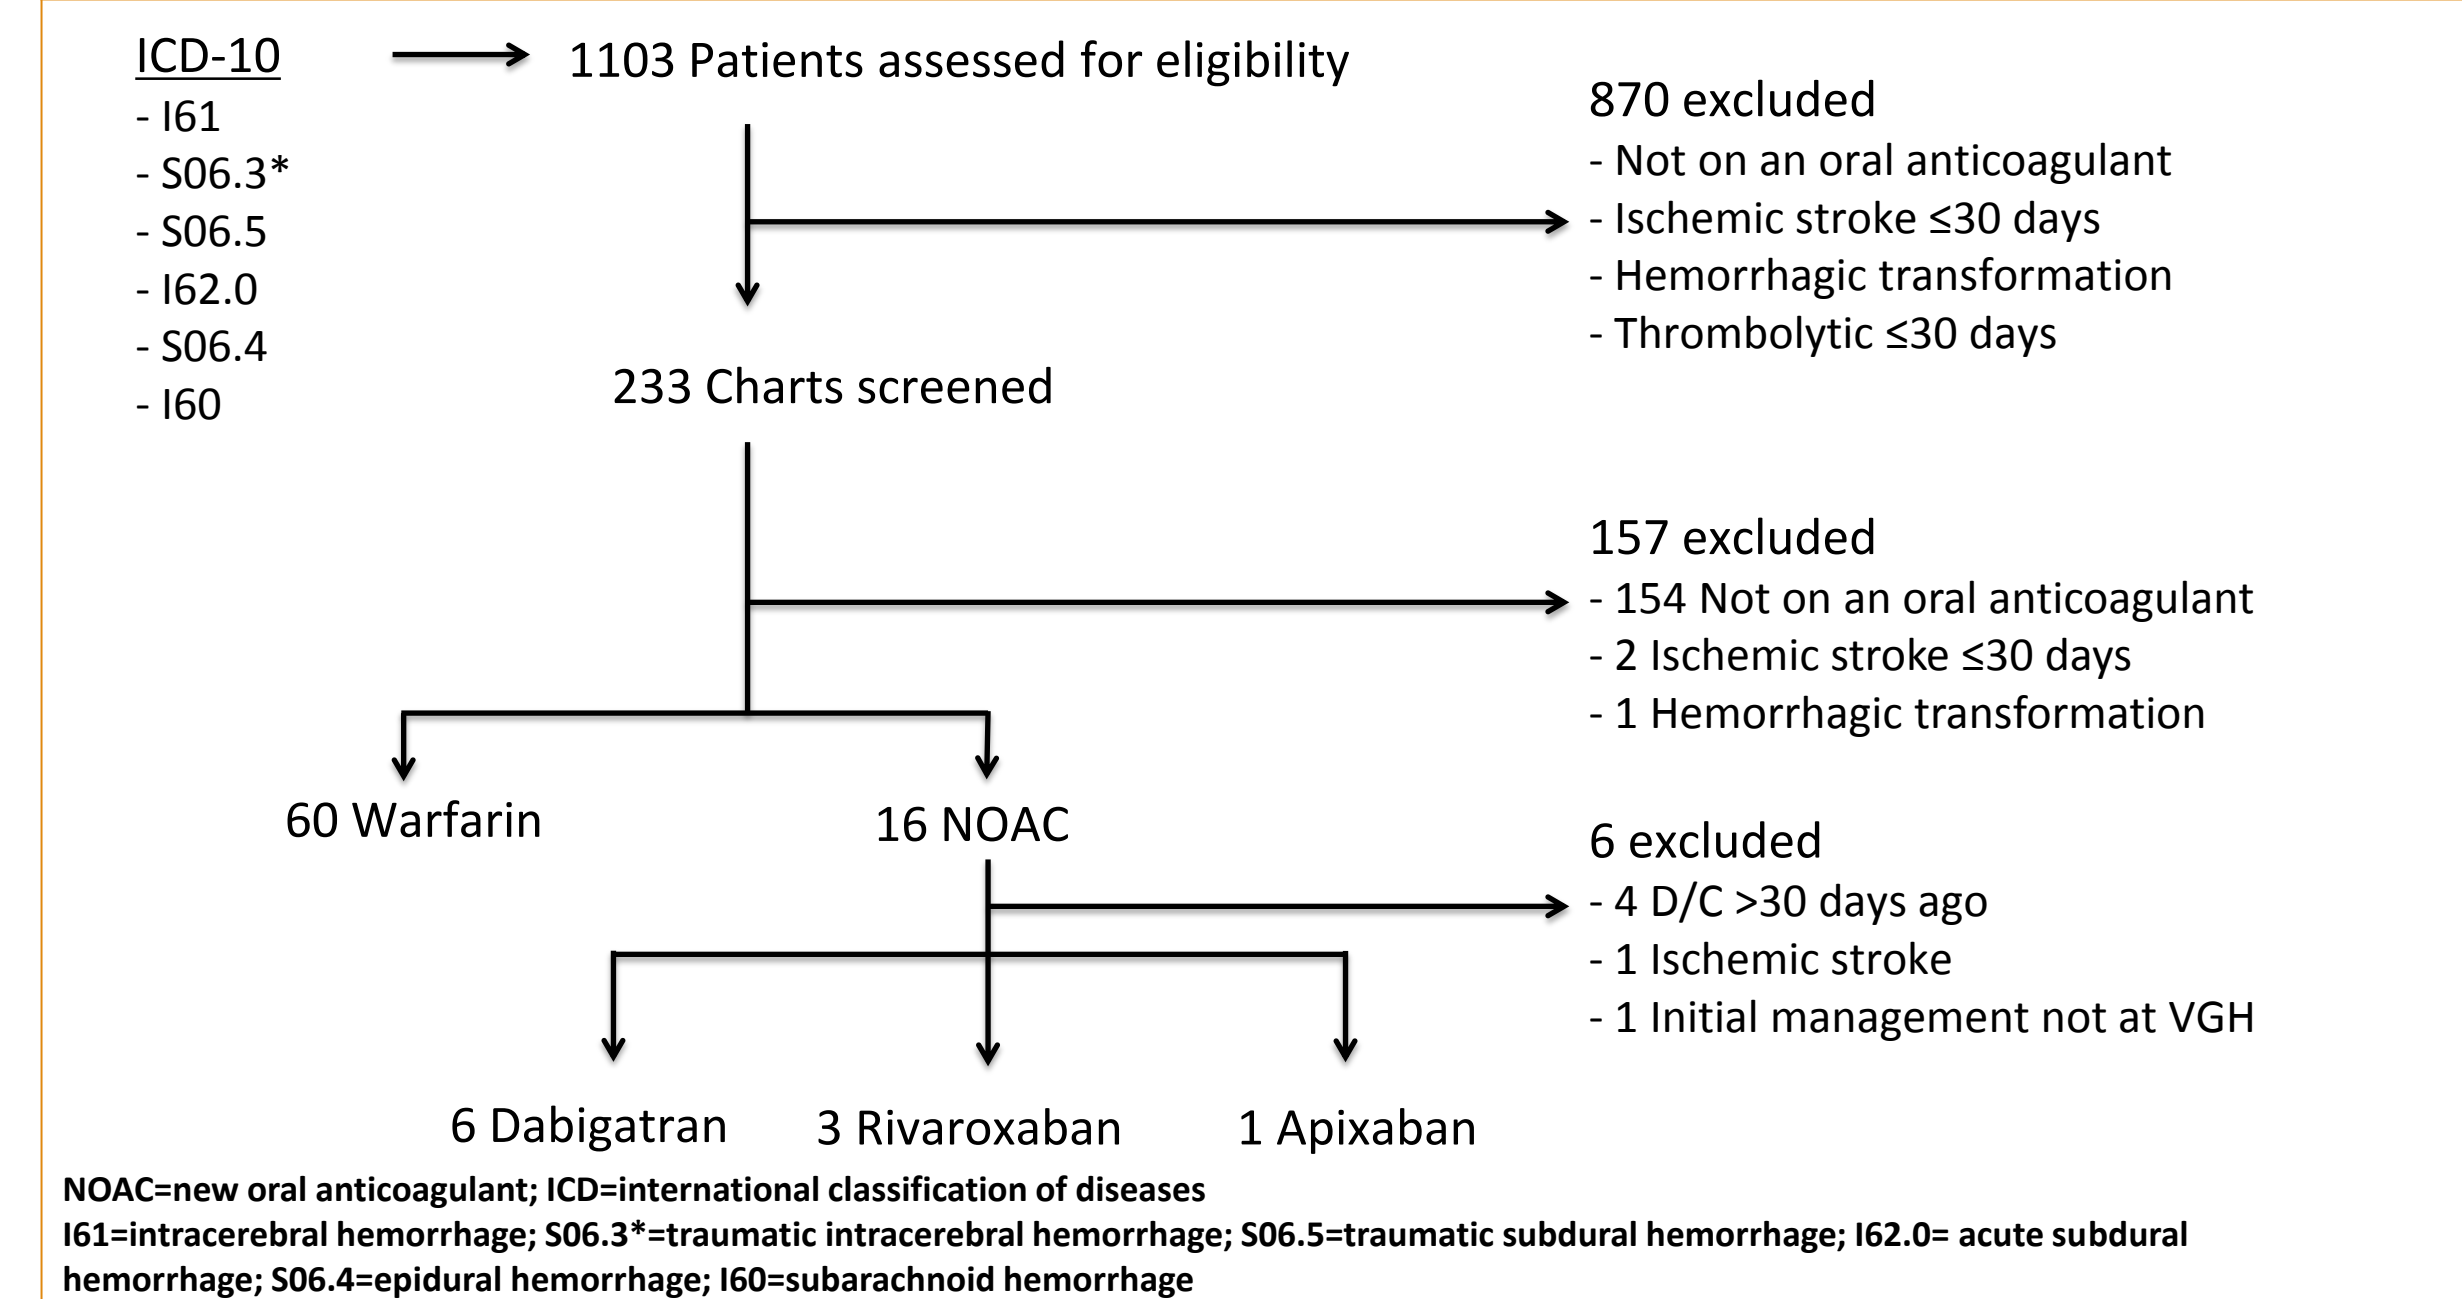 ICD-10
- I61
- S06.3*
- S06.5
- I62.0
- S06.4
- I60
1103 Patients assessed for eligibility
870 excluded
- Not on an oral anticoagulant
- Ischemic stroke ≤30 days
- Hemorrhagic transformation
- Thrombolytic ≤30 days
233 Charts screened
157 excluded
- 154 Not on an oral anticoagulant
- 2 Ischemic stroke ≤30 days
- 1 Hemorrhagic transformation
60 Warfarin
16 NOAC
6 excluded
- 4 D/C >30 days ago
- 1 Ischemic stroke
- 1 Initial management not at VGH
6 Dabigatran
3 Rivaroxaban
1 Apixaban
NOAC=new oral anticoagulant; ICD=international classification of diseases
I61=intracerebral hemorrhage; S06.3*=traumatic intracerebral hemorrhage; S06.5=traumatic subdural hemorrhage; I62.0= acute subdural
hemorrhage; S06.4=epidural hemorrhage; I60=subarachnoid hemorrhage